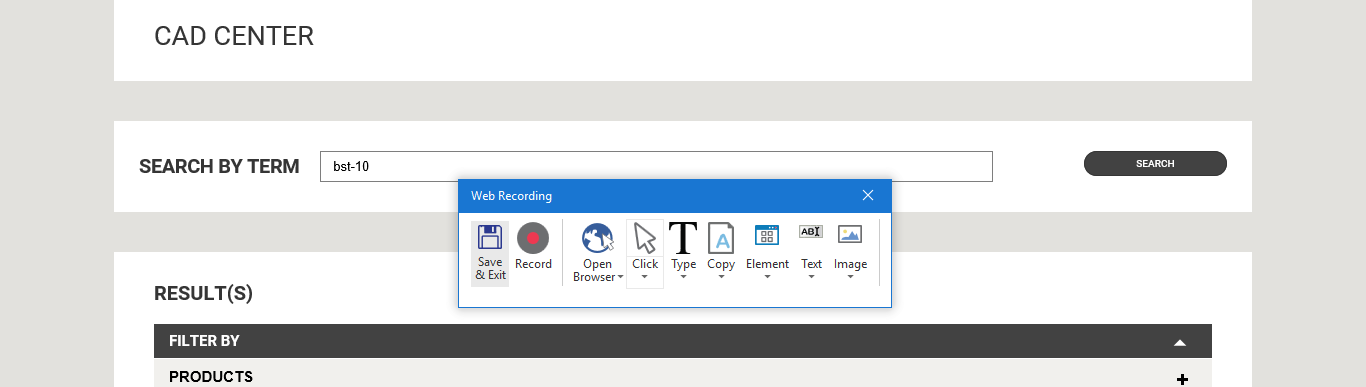 CAD CENTER
SEARCH BY TERM
bst-10
SEARCH
Web Recording
Save & Exit
Record
Open Browser
Click
Type
Copy
Element
Text
Image
T
A
ABI
RESULT(S)
FILTER BY
PRODUCTS